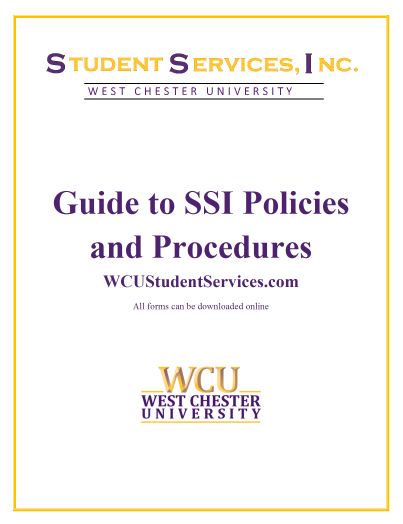 STUDENT SERVICES, INC.
WEST CHESTER UNIVERSITY
Guide to SSI Policies
and Procedures
WCUStudentServices.com
All forms can be downloaded online
WCU
WEST CHESTER
UNIVERSITY